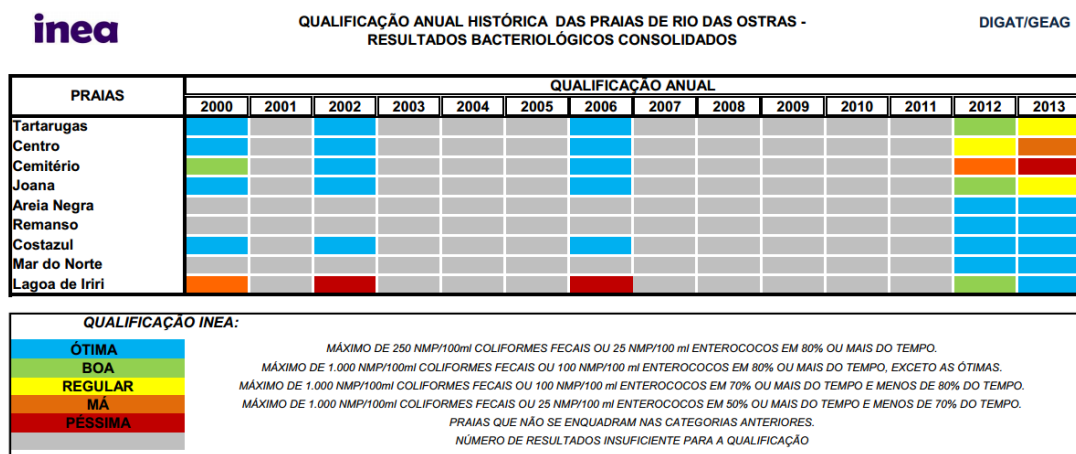 inea
QUALIFICAÇÃO ANUAL HISTÓRICA DAS PRAIAS DE RIO DAS OSTRAS -
RESULTADOS BACTERIOLÓGICOS CONSOLIDADOS
DIGAT/GEAG
PRAIAS
QUALIFICAÇÃO ANUAL
2000 2001 2002 2003 2004 2005 2006 2007 2008 2009 2010 2011 2012 2013
Tartarugas
Centro
Cemitério
Joana
Areia Negra
Remanso
Costazul
Mar do Norte
Lagoa de Iriri
QUALIFICAÇÃO INEA:
ÓTIMA MÁXIMO DE 250 NMP/100ml COLIFORMES FECAIS OU 25 NMP/100 ml ENTEROCOCOS EM 80% OU MAIS DO TEMPO.
BOA MÁXIMO DE 1.000 NMP/100ml COLIFORMES FECAIS OU 100 NMP/100 ml ENTEROCOCOS EM 80% OU MAIS DO TEMPO, EXCETO AS ÓTIMAS.
REGULAR MÁXIMO DE 1.000 NMP/100ml COLIFORMES FECAIS OU 100 NMP/100 ml ENTEROCOCOS EM 70% OU MAIS DO TEMPO E MENOS DE 80% DO TEMPO.
MÁ MÁXIMO DE 1.000 NMP/100ml COLIFORMES FECAIS OU 25 NMP/100 ml ENTEROCOCOS EM 50% OU MAIS DO TEMPO E MENOS DE 70% DO TEMPO.
PÉSSIMA PRAIAS QUE NÃO SE ENQUADRAM NAS CATEGORIAS ANTERIORES.
NÚMERO DE RESULTADOS INSUFICIENTE PARA A QUALIFICAÇÃO